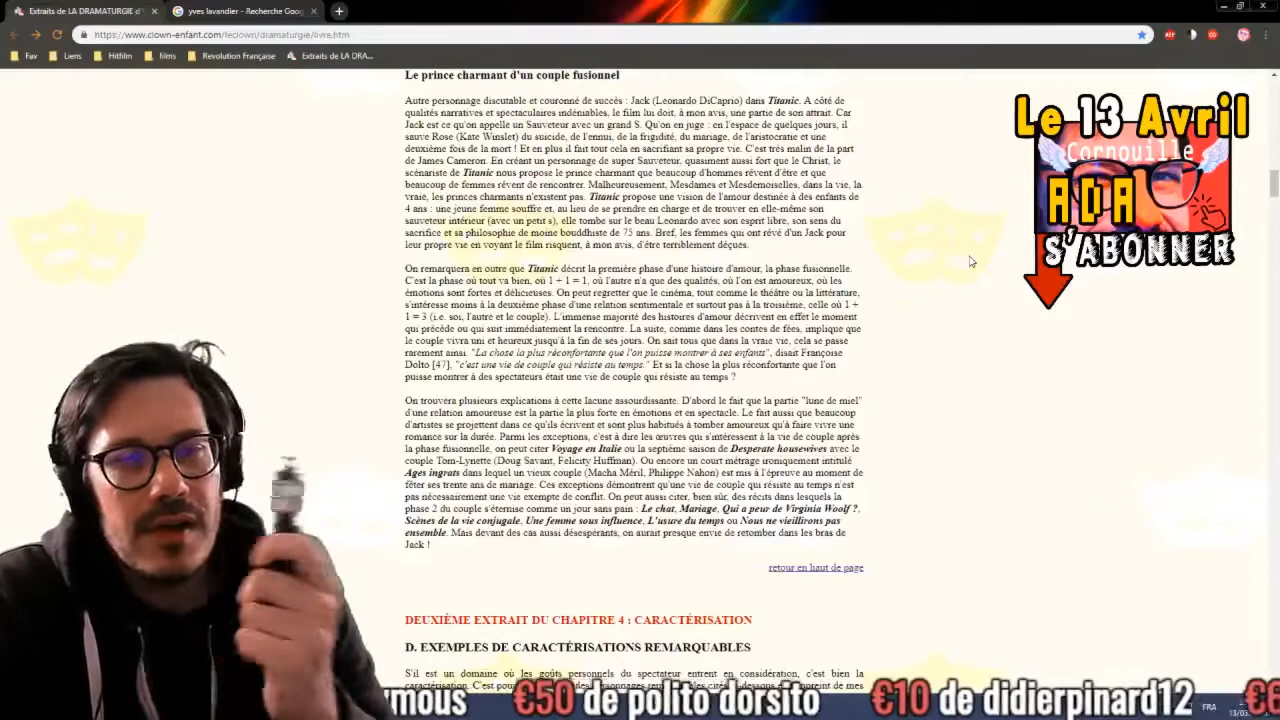 Extraits de LA DRAMATURGIE d'
yves lavandier - Recherche Goog
https://www.clown-enfant.com/leclown/dramaturgie/livre.htm
Fav
Liens
Hitfilm
films
Revolution Française
Extraits de LA DRA...
Le prince charmant d'un couple fusionnel
Autre personnage discutable et couronné de succès : Jack (Leonardo DiCaprio) dans Titanic. A côté de
qualités narratives et spectaculaires indéniables, le film lui doit, à mon avis, une partie de son attrait. Car
Jack est ce qu'on appelle un Sauveteur avec un grand S. Qu'on en juge : en l'espace de quelques jours, il
sauve Rose (Kate Winslet) du suicide, de l'ennui, de la frigidité, du mariage, de l'aristocratie et une
deuxième fois de la mort ! Et en plus il fait tout cela en sacrifiant sa propre vie. C'est très malin de la part
de James Cameron. En créant un personnage de super Sauveteur, quasiment aussi fort que le Christ, le
scénariste de Titanic nous propose le prince charmant que beaucoup d'hommes rêvent d'être et que
beaucoup de femmes rêvent de rencontrer. Malheureusement, Mesdames et Mesdemoiselles, dans la vie, la
vraie, les princes charmants n'existent pas. Titanic propose une vision de l'amour destinée à des enfants de
4 ans : une jeune femme souffre et, au lieu de se prendre en charge et de trouver en elle-même son
sauveteur intérieur (avec un petit s), elle tombe sur le beau Leonardo avec son esprit libre, son sens du
sacrifice et sa philosophie de moine bouddhiste de 75 ans. Bref, les femmes qui ont rêvé d'un Jack pour
leur propre vie en voyant le film risquent, à mon avis, d'être terriblement déçues.
On remarquera en outre que Titanic décrit la première phase d'une histoire d'amour, la phase fusionnelle.
C'est la phase où tout va bien, où 1 + 1 = 1, où l'autre n'a que des qualités, où l'on est amoureux, où les
émotions sont fortes et délicieuses. On peut regretter que le cinéma, tout comme le théâtre ou la littérature,
s'intéresse moins à la deuxième phase d'une relation sentimentale et surtout pas à la troisième, celle où 1 +
1 = 3 (i.e. soi, l'autre et le couple). L'immense majorité des histoires d'amour décrivent en effet le moment
qui précède ou qui suit immédiatement la rencontre. La suite, comme dans les contes de fées, implique que
le couple vivra uni et heureux jusqu'à la fin de ses jours. On sait tous que dans la vraie vie, cela se passe
rarement ainsi. "La chose la plus réconfortante que l'on puisse montrer à ses enfants", disait Françoise
Dolto [47], "c'est une vie de couple qui résiste au temps." Et si la chose la plus réconfortante que l'on
puisse montrer à des spectateurs était une vie de couple qui résiste au temps ?
On trouvera plusieurs explications à cette lacune assourdissante. D'abord le fait que la partie "lune de miel"
d'une relation amoureuse est la partie la plus forte en émotions et en spectacle. Le fait aussi que beaucoup
d'artistes se projettent dans ce qu'ils écrivent et sont plus habitués à tomber amoureux qu'à faire vivre une
romance sur la durée. Parmi les exceptions, c'est à dire les œuvres qui s'intéressent à la vie de couple après
la phase fusionnelle, on peut citer Voyage en Italie ou la septième saison de Desperate housewives avec le
couple Tom-Lynette (Doug Savant, Felicity Huffman). Ou encore un court métrage ironiquement intitulé
Ages ingrats dans lequel un vieux couple (Macha Méril, Philippe Nahon) est mis à l'épreuve au moment de
fêter ses trente ans de mariage. Ces exceptions démontrent qu'une vie de couple qui résiste au temps n'est
pas nécessairement une vie exempte de conflit. On peut aussi citer, bien sûr, des récits dans lesquels la
phase 2 du couple s'éternise comme un jour sans pain : Le chat, Mariage, Qui a peur de Virginia Woolf ?,
Scènes de la vie conjugale, Une femme sous influence, L'usure du temps ou Nous ne vieillirons pas
ensemble. Mais devant des cas aussi désespérants, on aurait presque envie de retomber dans les bras de
Jack !
retour en haut de page
DEUXIÈME EXTRAIT DU CHAPITRE 4 : CARACTÉRISATION
D. EXEMPLES DE CARACTÉRISATIONS REMARQUABLES
S'il est un domaine où les goûts personnels du spectateur entrent en considération, c'est bien la
Le 13 Avril
Cornouille
ADA
S'ABONNER
€50 de polito dorsito
€10 de didierpinard12
FRA